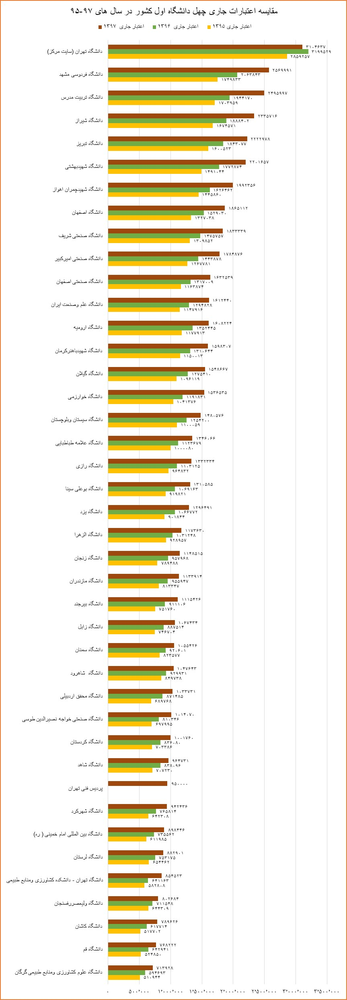 مقایسه اعتبارات جاری چهل دانشگاه اول کشور در سال های ۹۷-۹۵
اعتبار جاری ۱۳۹۵ اعتبار جاری ۱۳۹۶ اعتبار جاری ۱۳۹۷
دانشگاه تهران (سایت مرکز)
۳۱۰۴۶۳۷
۳۱۹۹۵۲۹
۲۸۵۹۲۵۷
دانشگاه فردوسی مشهد
۲۵۶۹۹۹۱
۲۰۶۳۸۴۳
۱۷۴۹۸۳۳
دانشگاه تربیت مدرس
۲۴۹۵۹۹۷
۱۹۴۴۱۷۰
۱۷۰۳۹۵۹
دانشگاه شیراز
۲۳۳۵۷۱۶
۱۸۸۸۴۰۲
۱۶۷۴۵۷۱
دانشگاه تبریز
۲۲۲۲۹۷۸
۱۸۴۳۰۷۷
۱۶۰۰۵۲۳
دانشگاه شهیدبهشتی
۲۲۰۱۶۵۷
۱۷۷۲۸۷۴
۱۴۹۱۰۴۴
دانشگاه شهیدچمران اهواز
۱۹۹۲۳۵۶
۱۶۲۶۴۶۲
۱۴۴۵۸۶۰
دانشگاه اصفهان
۱۸۶۵۱۱۲
۱۵۲۹۰۳۰
۱۳۲۷۰۳۸
دانشگاه صنعتی شریف
۱۸۳۳۳۳۹
۱۴۷۵۷۵۷
۱۳۰۹۸۵۲
دانشگاه صنعتی امیرکبیر
۱۷۸۴۸۷۶
۱۴۴۳۸۷۸
۱۲۶۷۷۸۱
دانشگاه صنعتی اصفهان
۱۶۳۲۵۳۹
۱۳۱۷۰۰۹
۱۱۶۳۸۷۴
دانشگاه علم وصنعت ایران
۱۶۱۲۴۴۰
۱۲۹۴۸۲۸
۱۱۴۷۹۱۶
دانشگاه ارومیه
۱۶۰۸۲۲۴
۱۳۵۲۴۴۵
۱۱۷۷۹۱۳
دانشگاه شهیدباهنرکرمان
۱۵۹۸۳۰۷
۱۳۱۰۶۴۴
۱۱۵۰۰۱۳
دانشگاه گیلان
۱۵۴۸۶۶۷
۱۲۷۵۴۱۰
۱۰۹۶۱۱۹
دانشگاه خوارزمی
۱۵۳۶۵۳۵
۱۱۹۱۸۳۱
۱۰۴۱۳۷۶
دانشگاه سیستان وبلوچستان
۱۴۸۰۵۷۶
۱۲۵۴۲۰۰
۱۱۰۰۰۵۹
دانشگاه علامه طباطبایی
۱۳۴۶۰۶۶
۱۱۲۳۶۷۹
۱۰۰۰۰۸۰
دانشگاه رازی
۱۳۳۲۳۳۴
۱۱۰۳۱۲۵
۹۶۴۸۳۲
دانشگاه بوعلی سینا
۱۳۱۰۵۸۵
۱۰۶۹۱۶۳
۹۱۹۸۲۱
دانشگاه یزد
۱۲۹۶۴۹۱
۱۰۶۶۷۷۲
۹۰۱۸۴۴
دانشگاه الزهرا
۱۱۷۳۶۳۰
۱۰۳۱۲۴۸
۹۲۸۹۵۷
دانشگاه زنجان
۱۱۴۸۵۱۵
۹۵۷۹۶۸
۷۸۹۴۸۸
دانشگاه مازندران
۱۱۳۳۹۱۴
۹۵۵۹۴۷
۸۱۳۳۴۷
دانشگاه بیرجند
۱۱۱۵۴۲۶
۹۱۱۱۰۶
۷۵۱۷۶۰
دانشگاه زابل
۱۰۶۷۴۳۴
۸۸۷۵۱۴
۷۴۶۷۰۴
دانشگاه سمنان
۱۰۵۵۴۲۶
۹۲۰۶۰۱
۸۲۳۵۷۷
دانشگاه شاهرود
۱۰۴۷۶۴۳
۹۲۹۹۳۱
۸۴۹۷۳۸
دانشگاه محقق اردبیلی
۱۰۳۳۷۳۱
۸۷۱۴۸۵
۶۸۹۷۶۸
دانشگاه صنعتی خواجه نصیرالدین طوسی
۱۰۱۴۰۷۰
۸۱۰۳۴۶
۶۹۷۹۹۵
دانشگاه کردستان
۱۰۰۱۷۶۰
۸۳۶۰۸۰
۷۰۳۳۸۶
دانشگاه شاهد
۹۶۴۷۳۱
۸۳۸۰۹۶
۷۰۷۲۳۰
پردیس فنی تهران
۹۵۰۰۰۰
دانشگاه شهرکرد
۹۴۲۴۳۶
۷۶۵۸۱۴
۶۴۲۳۰۸
دانشگاه بین المللی امام خمینی ( ره)
۸۹۸۴۴۶
۷۳۵۵۶۲
۶۱۱۹۸۵
دانشگاه لرستان
۸۸۲۹۰۱
۷۵۳۱۷۵
۶۵۴۴۶۲
دانشگاه تهران - دانشکده کشاورزی ومنابع طبیعی
۸۵۴۵۲۳
۶۴۱۱۶۳
۵۸۲۸۰۸
دانشگاه ولیعصررفسنجان
۸۰۲۶۸۴
۷۱۱۵۴۸
۶۴۴۳۰۹
دانشگاه کاشان
۷۸۹۶۲۶
۶۱۷۷۱۴
۵۱۷۷۰۲
دانشگاه قم
۷۶۸۲۲۲
۶۴۲۹۴۱
۵۲۴۸۵۰
دانشگاه علوم کشاورزی ومنابع طبیعی گرگان
۷۱۳۹۲۸
۵۹۴۶۹۳
۵۱۰۹۴۴
۰ ۵۰۰٬۰۰۰ ۱٬۰۰۰٬۰۰۰ ۱٬۵۰۰٬۰۰۰ ۲٬۰۰۰٬۰۰۰ ۲٬۵۰۰٬۰۰۰ ۳٬۰۰۰٬۰۰۰ ۳٬۵۰۰٬۰۰۰